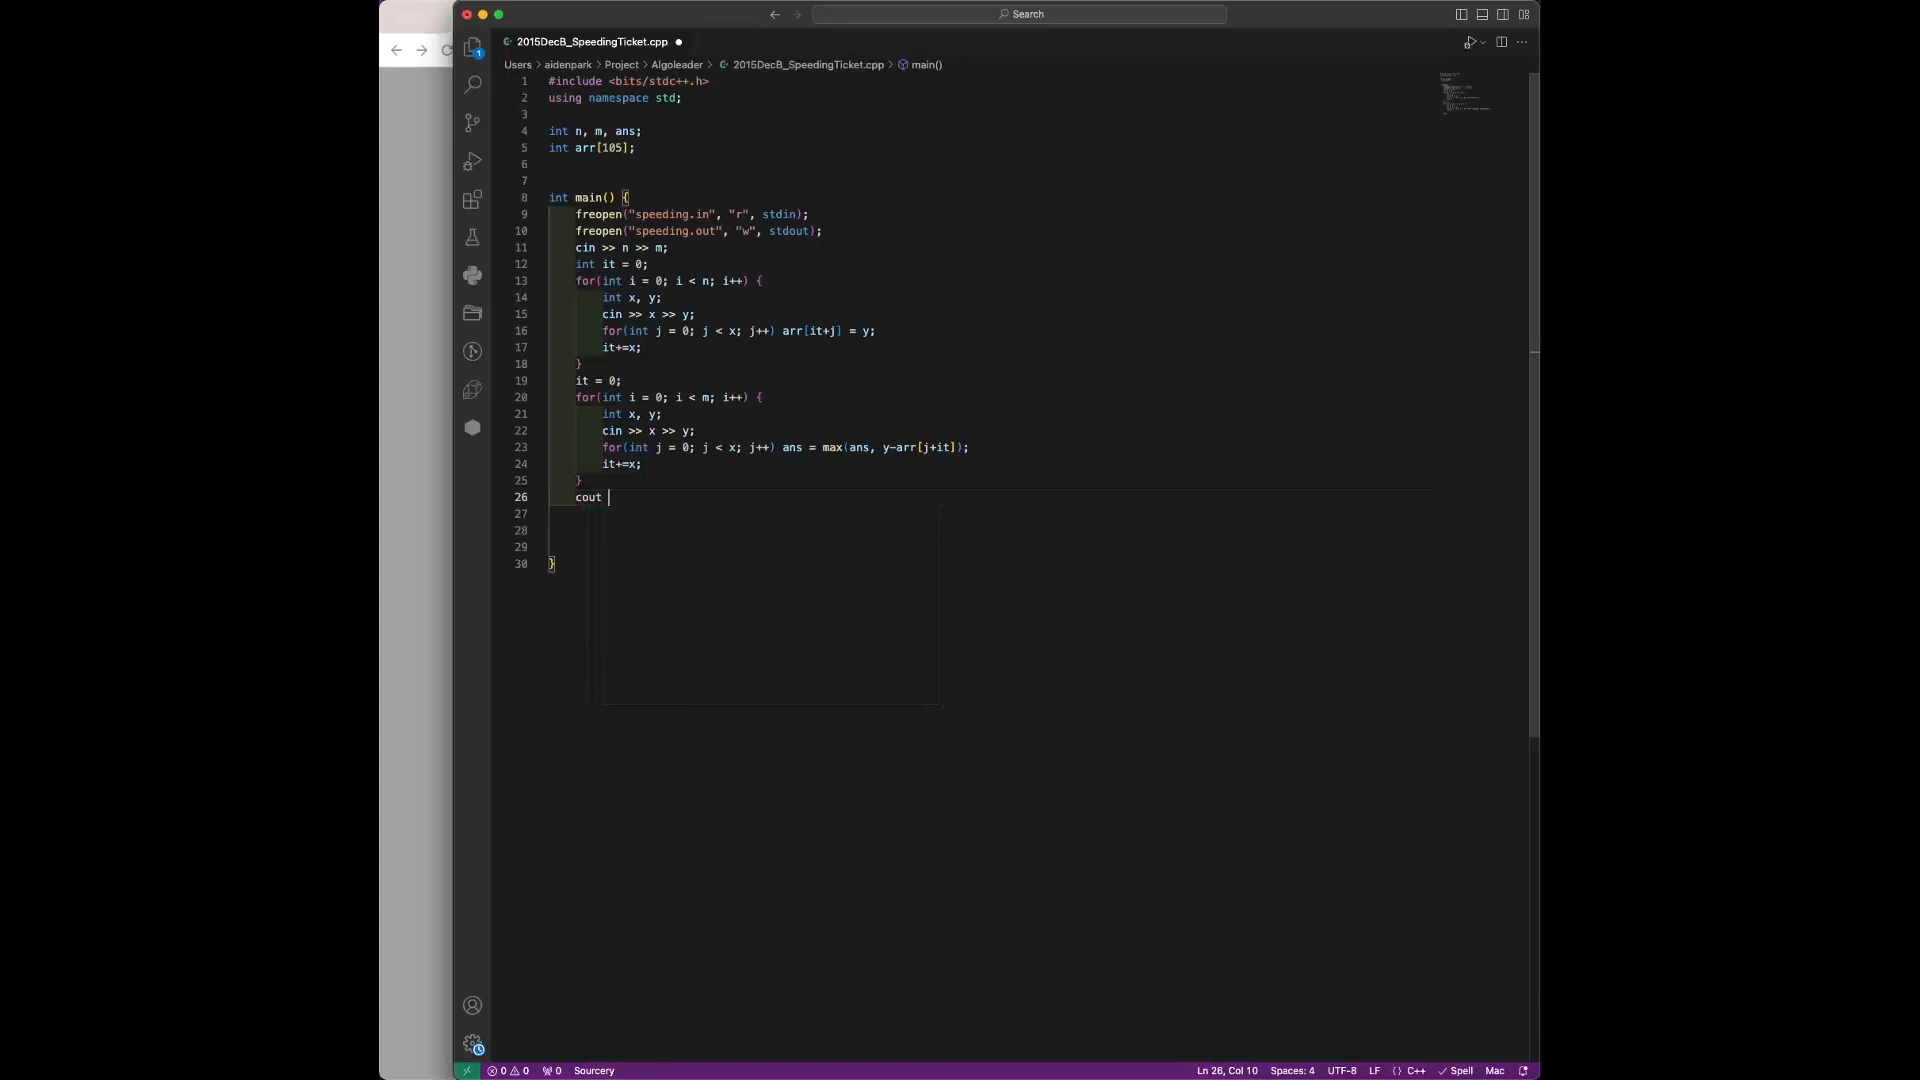 Search
2015DecB_SpeedingTicket.cpp
Users > aidenpark > Project > Algoleader > 2015DecB_SpeedingTicket.cpp > main()
1 #include <bits/stdc++.h>
2 using namespace std;
3
4 int n, m, ans;
5 int arr[105];
6
7
8 int main() {
9 freopen("speeding.in", "r", stdin);
10 freopen("speeding.out", "w", stdout);
11 cin >> n >> m;
12 int it = 0;
13 for(int i = 0; i < n; i++) {
14 int x, y;
15 cin >> x >> y;
16 for(int j = 0; j < x; j++) arr[it+j] = y;
17 it+=x;
18 }
19 it = 0;
20 for(int i = 0; i < m; i++) {
21 int x, y;
22 cin >> x >> y;
23 for(int j = 0; j < x; j++) ans = max(ans, y-arr[j+it]);
24 it+=x;
25 }
26 cout
27
28
29
30 }
1
0 0 0 Sourcery Ln 26, Col 10 Spaces: 4 UTF-8 LF {} C++ Spell Mac